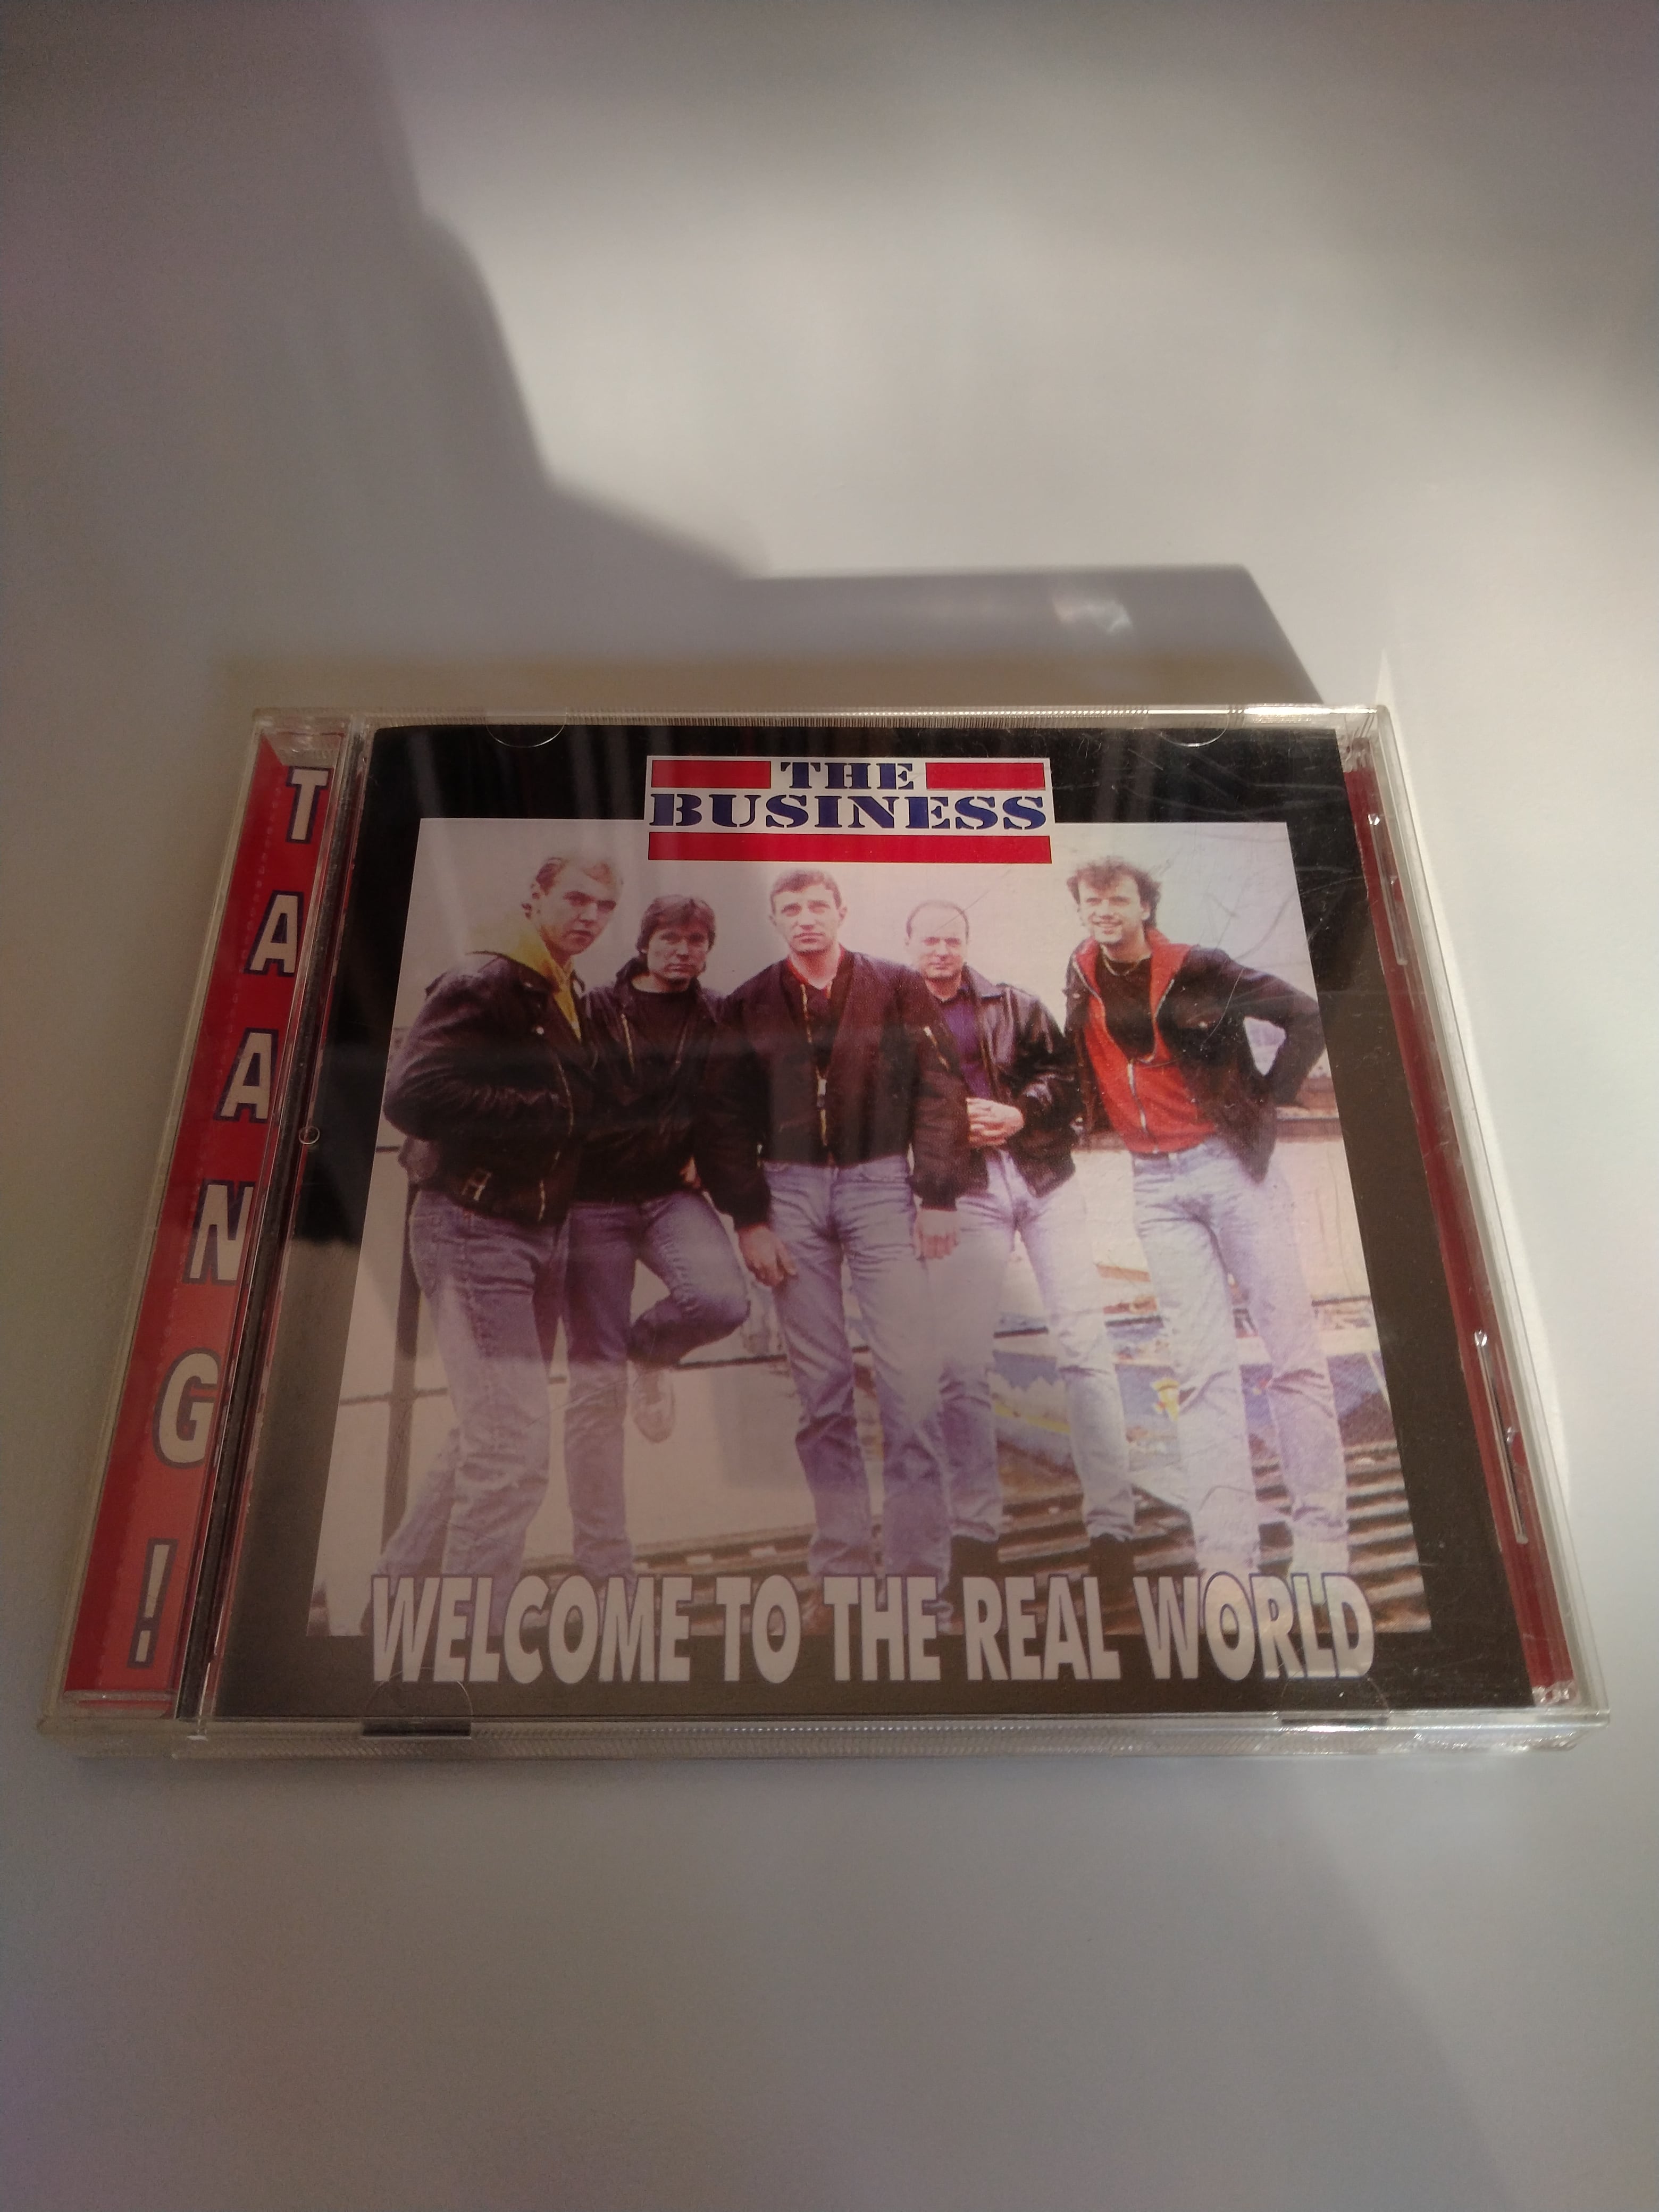 THE
BUSINESS
TAANG!
WELCOME TO THE REAL WORLD